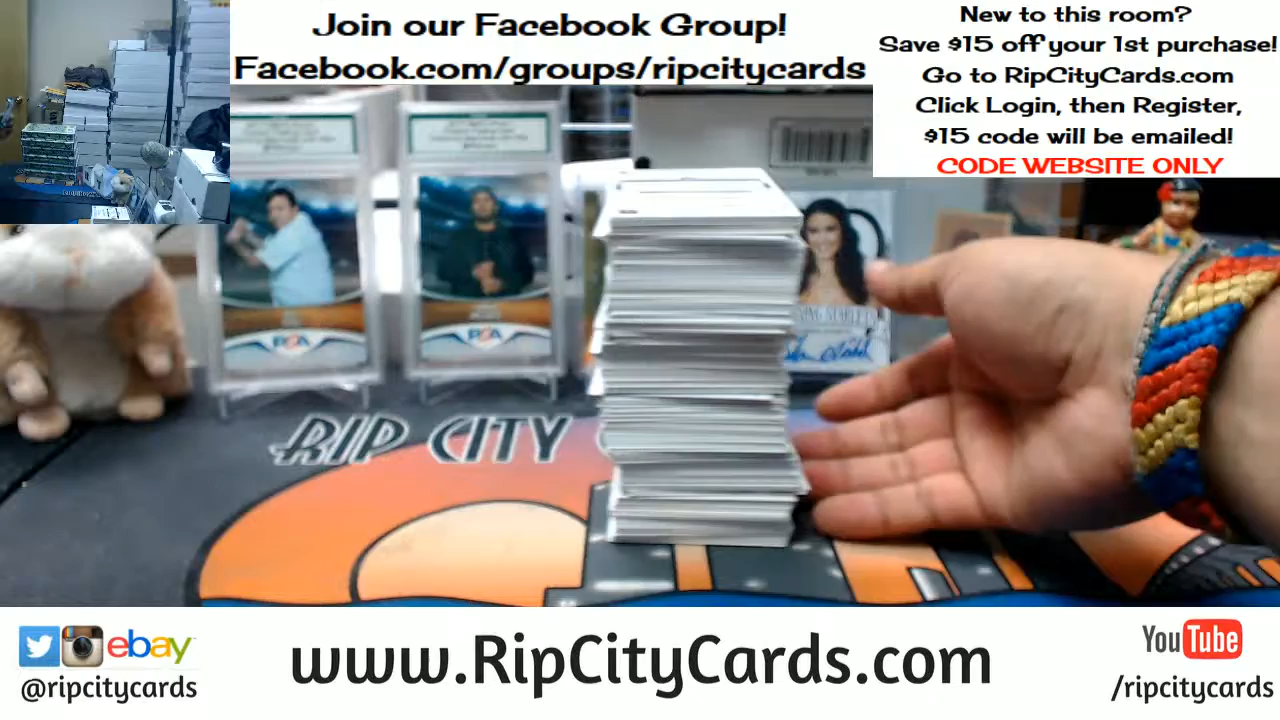 Join our Facebook Group!
Facebook.com/groups/ripcitycards
New to this room?
Save $15 off your 1st purchase!
Go to RipCityCards.com
Click Login, then Register,
$15 code will be emailed!
CODE WEBSITE ONLY
RIP CITY
ebay
@ripcitycards
www.RipCityCards.com
YouTube
/ripcitycards